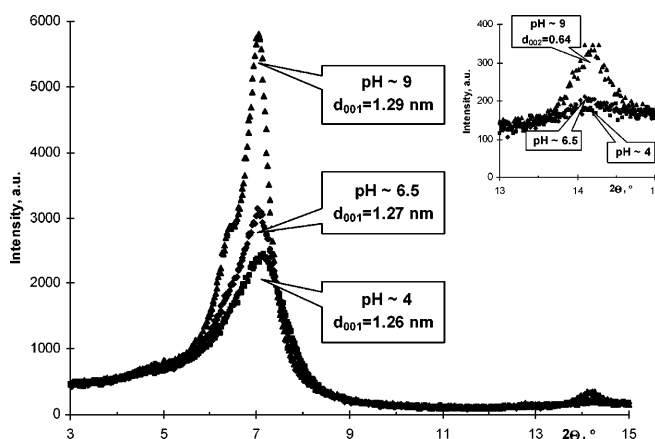 6000
5000
4000
3000
2000
1000
0
Intensity, a.u.
pH ~ 9
d001=1.29 nm
pH ~ 6.5
d001=1.27 nm
pH ~ 4
d001=1.26 nm
3
5
7
9
11
13
2Θ, °
15
400
300
200
100
0
Intensity, a.u.
pH ~ 9
d002=0.64
pH ~ 6.5
pH ~ 4
13
14
2Θ, °